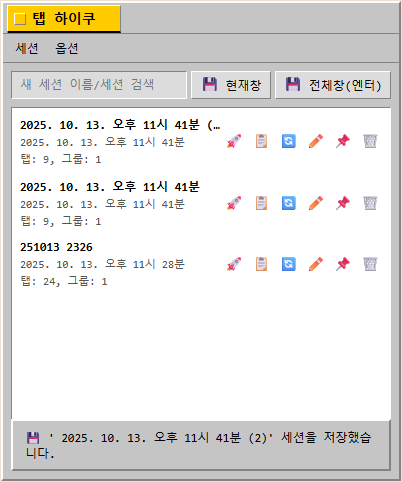 탭 하이쿠
세션 옵션
새 세션 이름/세션 검색 현재창 전체창(엔터)
2025. 10. 13. 오후 11시 41분 (…
2025. 10. 13. 오후 11시 41분
탭: 9, 그룹: 1
2025. 10. 13. 오후 11시 41분
2025. 10. 13. 오후 11시 41분
탭: 9, 그룹: 1
251013 2326
2025. 10. 13. 오후 11시 28분
탭: 24, 그룹: 1
' 2025. 10. 13. 오후 11시 41분 (2)' 세션을 저장했습
니다.